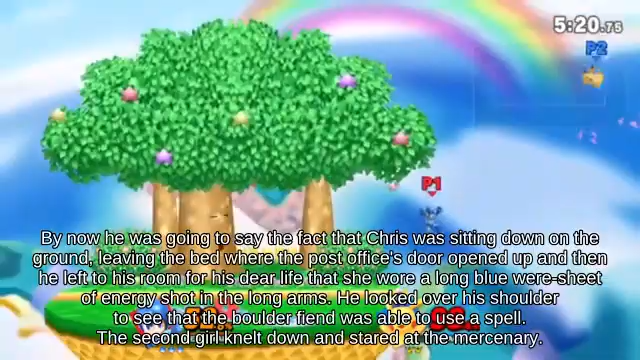 5:20.75
P2
P1
By now he was going to say the fact that Chris was sitting down on the
ground, leaving the bed where the post office's door opened up and then
he left to his room for his dear life that she wore a long blue were-sheet
of energy shot in the long arms. He looked over his shoulder
to see that the boulder fiend was able to use a spell.
The second girl knelt down and stared at the mercenary.